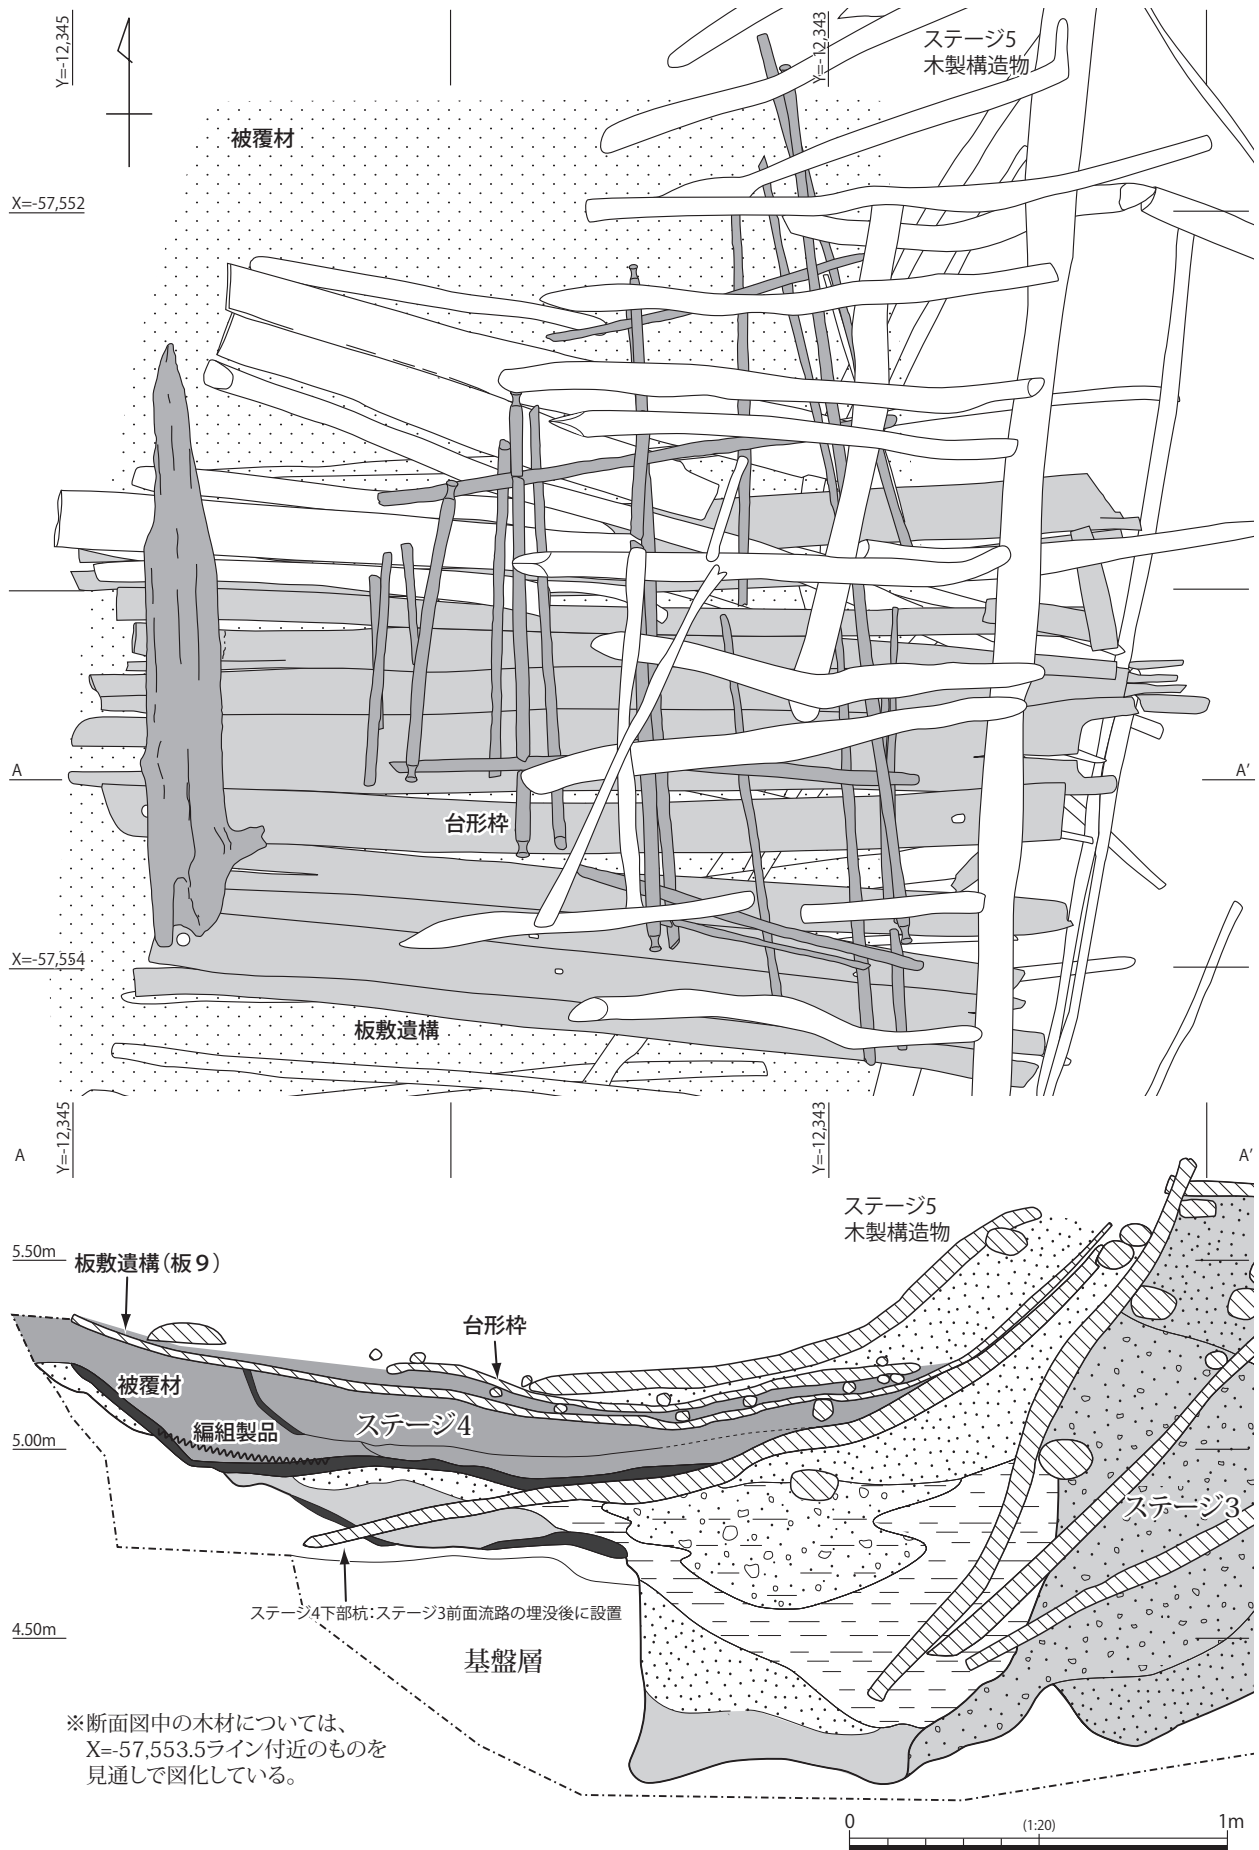 Y=-12,345
Y=-12,343
ステージ5
木製構造物
被覆材
X=-57,552
A
A’
台形枠
X=-57,554
板敷遺構
Y=-12,345
Y=-12,343
A
A’
ステージ5
木製構造物
5.50m
板敷遺構（板９）
台形枠
被覆材
編組製品
ステージ4
5.00m
ステージ3
ステージ4下部杭：ステージ3前面流路の埋没後に設置
4.50m
基盤層
※断面図中の木材については、
X=-57,553.5ライン付近のものを
見通しで図化している。
0
(1:20)
1m